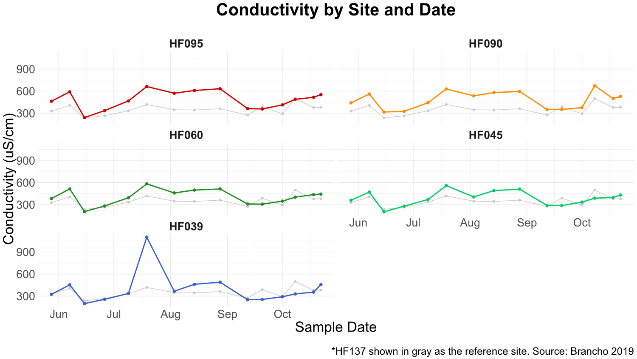 Conductivity by Site and Date
HF095 HF090
900
600
300
HF060 HF045
900
600
300
Jun Jul Aug Sep Oct
HF039
900
600
300
Jun Jul Aug Sep Oct
Conductivity (uS/cm)
Sample Date
*HF137 shown in gray as the reference site. Source: Brancho 2019